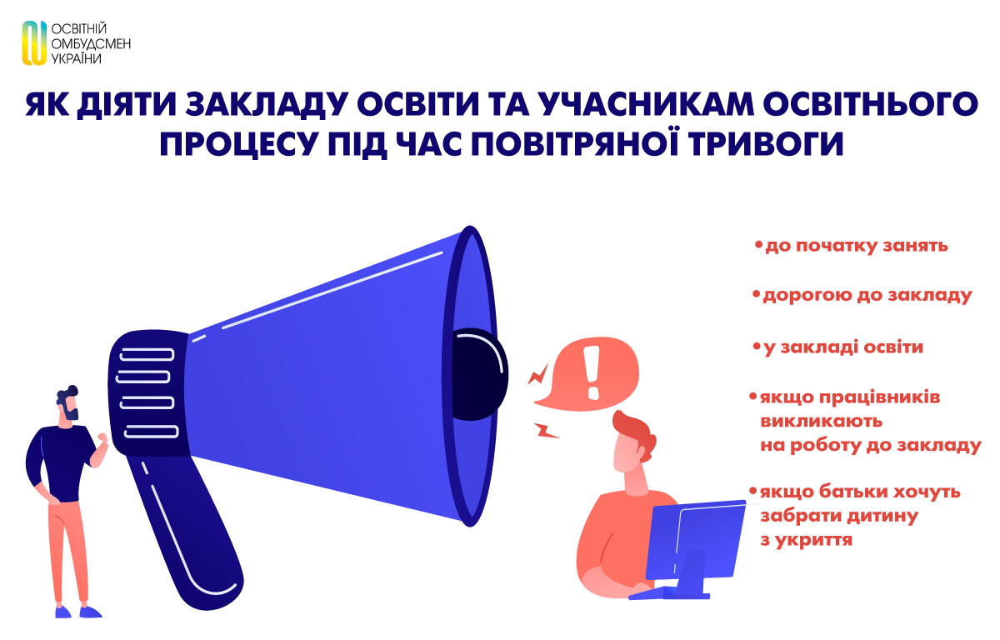 ОСВІТНІЙ
ОМБУДСМЕН
УКРАЇНИ
ЯК ДІЯТИ ЗАКЛАДУ ОСВІТИ ТА УЧАСНИКАМ ОСВІТНЬОГО
ПРОЦЕСУ ПІД ЧАС ПОВІТРЯНОЇ ТРИВОГИ
•до початку занять
•дорогою до закладу
•у закладі освіти
•якщо працівників
викликають
на роботу до закладу
•якщо батьки хочуть
забрати дитину
з укриття
!